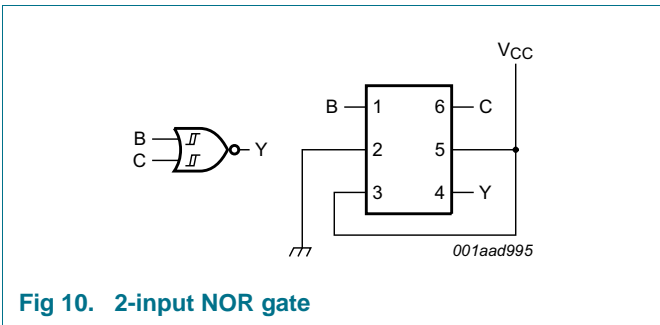 VCC
B 1 6 C
B Y
C
2 5
3 4 Y
001aad995
Fig 10. 2-input NOR gate